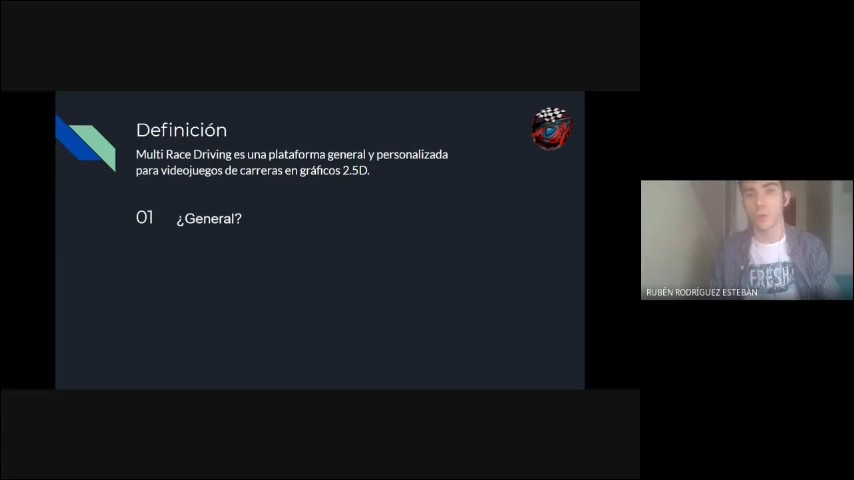 Definición
Multi Race Driving es una plataforma general y personalizada
para videojuegos de carreras en gráficos 2.5D.
01 ¿General?
FRESH
RUBÉN RODRÍGUEZ ESTEBAN